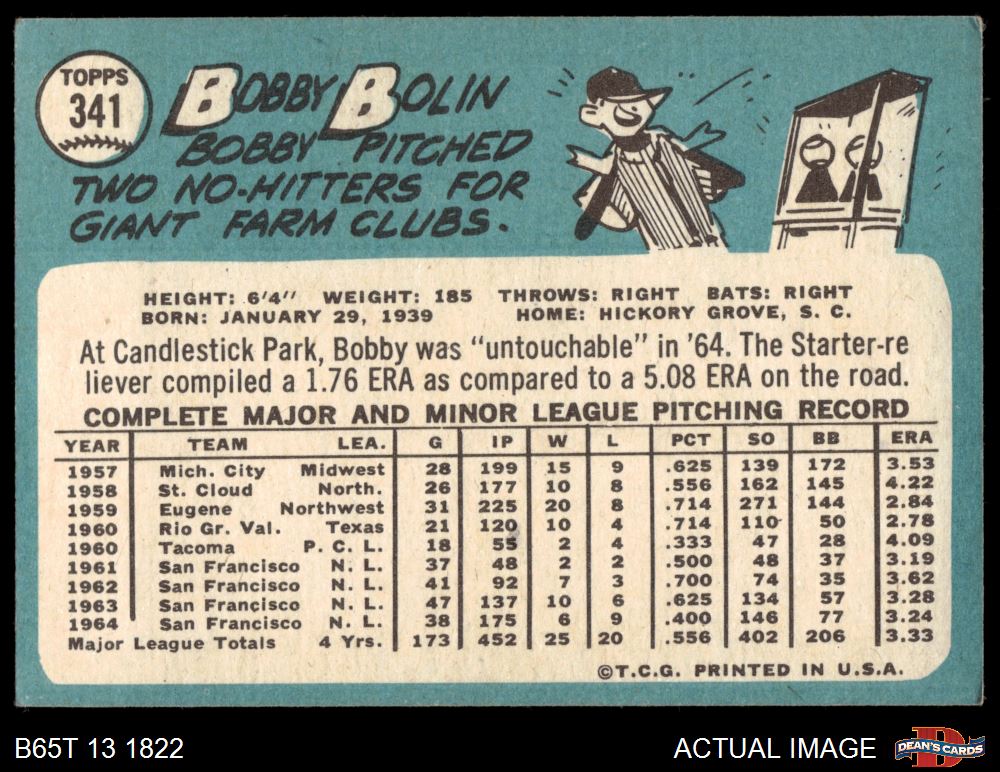 TOPPS
341
BOBBY BOLIN
BOBBY PITCHED
TWO NO-HITTERS FOR
GIANT FARM CLUBS.
HEIGHT: 6'4" WEIGHT: 185 THROWS: RIGHT BATS: RIGHT
BORN: JANUARY 29, 1939 HOME: HICKORY GROVE, S. C.
At Candlestick Park, Bobby was "untouchable" in '64. The Starter-re
liever compiled a 1.76 ERA as compared to a 5.08 ERA on the road.
COMPLETE MAJOR AND MINOR LEAGUE PITCHING RECORD
YEAR TEAM LEA. G IP W L PCT SO BB ERA
1957 Mich. City Midwest 28 199 15 9 .625 139 172 3.53
1958 St. Cloud North. 26 177 10 8 .556 162 145 4.22
1959 Eugene Northwest 31 225 20 8 .714 271 144 2.84
1960 Rio Gr. Val. Texas 21 120 10 4 .714 110 50 2.78
1960 Tacoma P. C. L. 18 55 2 4 .333 47 28 4.09
1961 San Francisco N. L. 37 48 2 2 .500 48 37 3.19
1962 San Francisco N. L. 41 92 7 3 .700 74 35 3.62
1963 San Francisco N. L. 47 137 10 6 .625 134 57 3.28
1964 San Francisco N. L. 38 175 6 9 .400 146 77 3.24
Major League Totals 4 Yrs. 173 452 25 20 .556 402 206 3.33
©T.C.G. PRINTED IN U.S.A.
B65T 13 1822 ACTUAL IMAGE DEAN'S CARDS